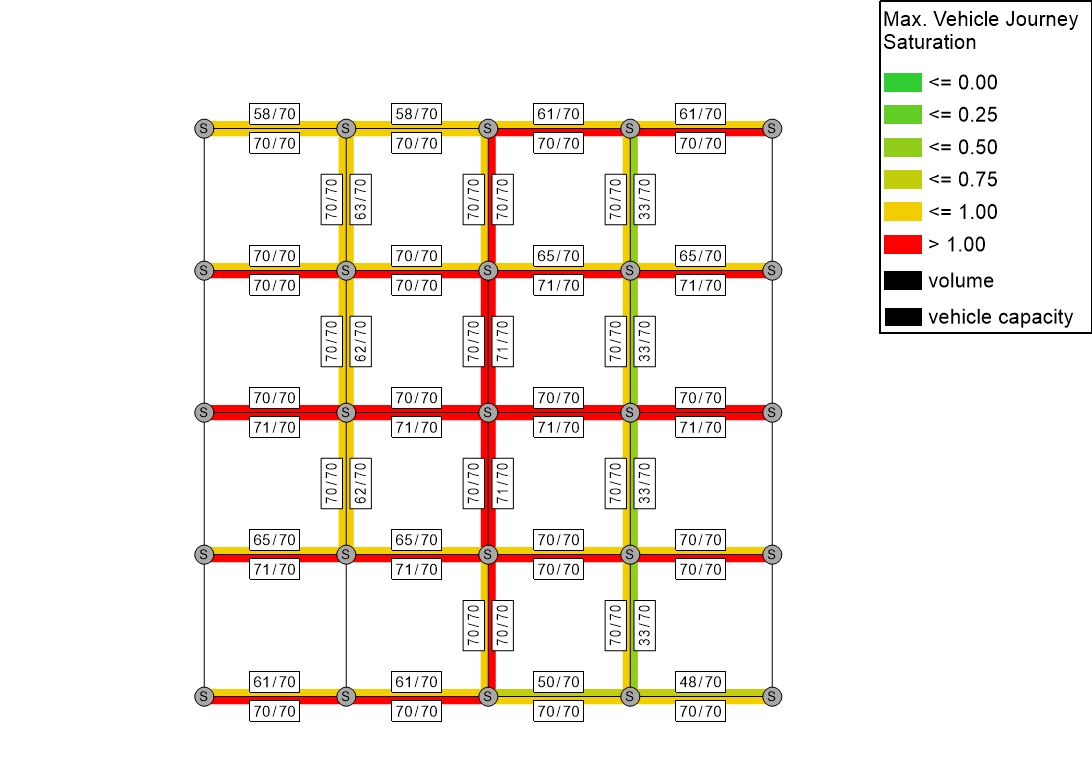 Max. Vehicle Journey
Saturation
<= 0.00
<= 0.25
<= 0.50
<= 0.75
<= 1.00
> 1.00
volume
vehicle capacity
58/70 58/70 61/70 61/70
S S S S S
70/70 70/70 70/70 70/70
70/70 63/70 70/70 70/70 70/70 33/70
70/70 70/70 65/70 65/70
S S S S S
70/70 70/70 71/70 71/70
70/70 62/70 70/70 71/70 70/70 33/70
70/70 70/70 70/70 70/70
S S S S S
71/70 71/70 71/70 71/70
70/70 62/70 70/70 71/70 70/70 33/70
65/70 65/70 70/70 70/70
S S S S S
71/70 71/70 70/70 70/70
70/70 70/70 70/70 33/70
61/70 61/70 50/70 48/70
S S S S S
70/70 70/70 70/70 70/70